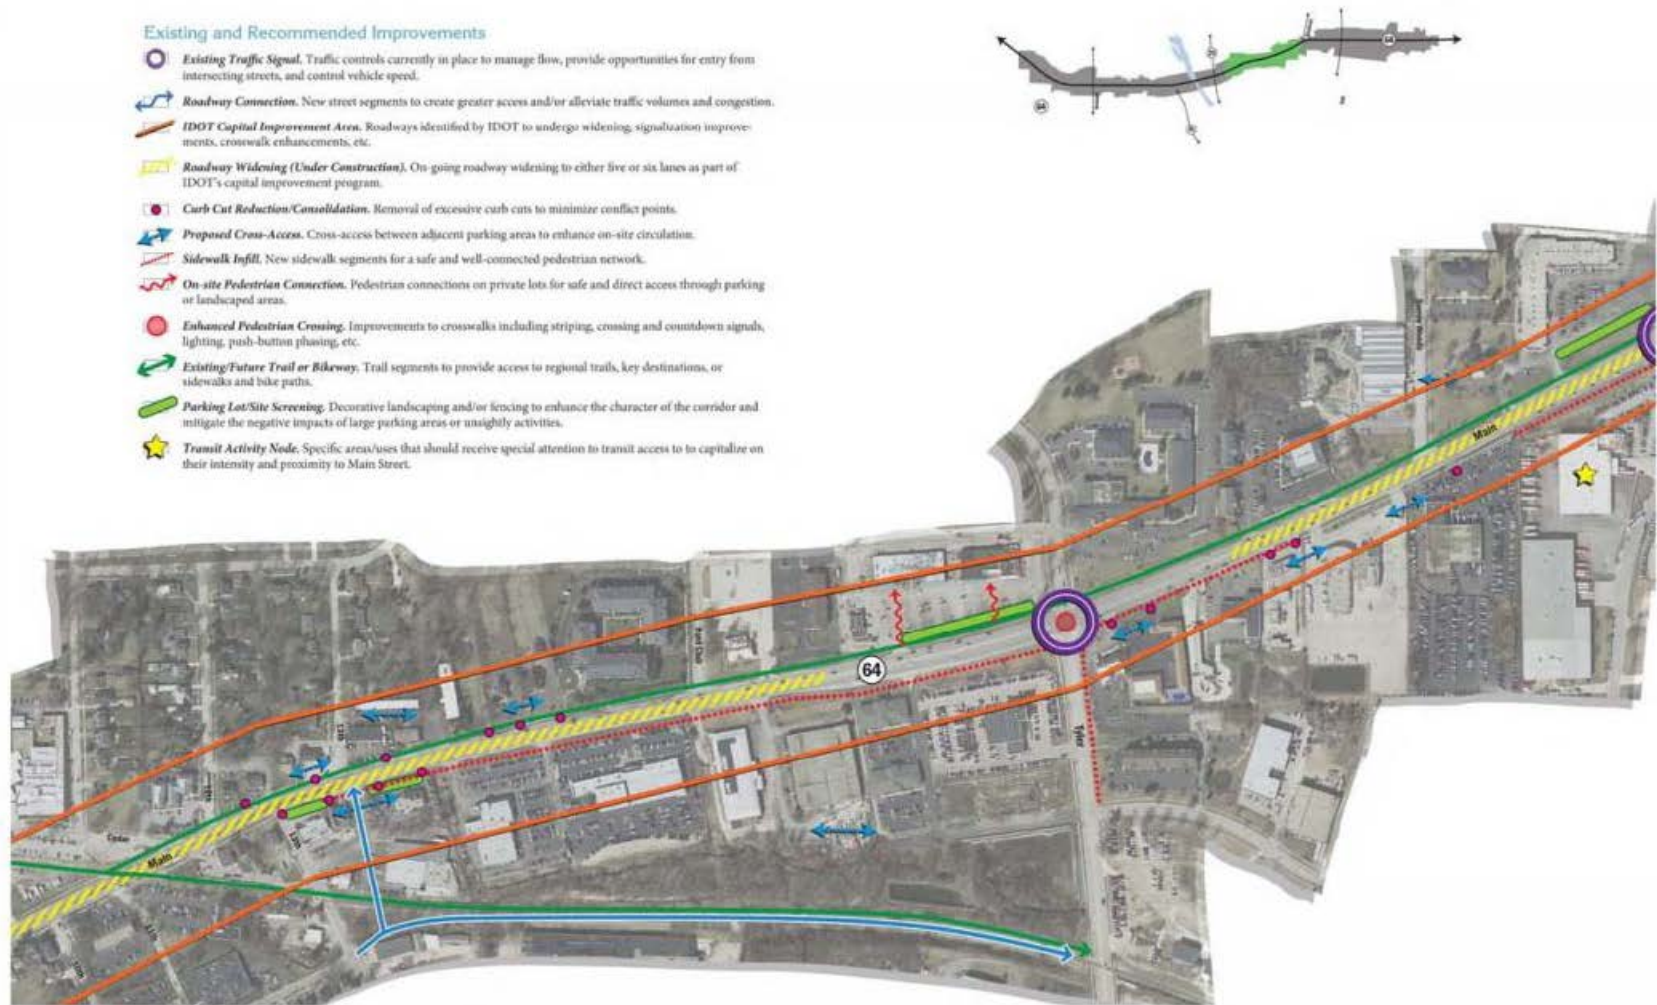 Existing and Recommended Improvements
Existing Traffic Signal. Traffic controls currently in place to manage flow, provide opportunities for entry from
intersecting streets, and control vehicle speed.
Roadway Connection. New street segments to create greater access and/or alleviate traffic volumes and congestion.
IDOT Capital Improvement Area. Roadways identified by IDOT to undergo widening, signalization improve-
ments, crosswalk enhancements, etc.
Roadway Widening (Under Construction). On-going roadway widening to either five or six lanes as part of
IDOT's capital improvement program.
Curb Cut Reduction/Consolidation. Removal of excessive curb cuts to minimize conflict points.
Proposed Cross-Access. Cross-access between adjacent parking areas to enhance on-site circulation.
Sidewalk Infill. New sidewalk segments for a safe and well-connected pedestrian network.
On-site Pedestrian Connection. Pedestrian connections on private lots for safe and direct access through parking
or landscaped areas.
Enhanced Pedestrian Crossing. Improvements to crosswalks including striping, crossing and countdown signals,
lighting, push-button phasing, etc.
Existing/Future Trail or Bikeway. Trail segments to provide access to regional trails, key destinations, or
sidewalks and bike paths.
Parking Lot/Site Screening. Decorative landscaping and/or fencing to enhance the character of the corridor and
mitigate the negative impacts of large parking areas or unsightly activities.
Transit Activity Node. Specific areas/uses that should receive special attention to transit access to to capitalize on
their intensity and proximity to Main Street.
64
64
Main
64
Tyler
13th
12th
Cedar
Main
11th